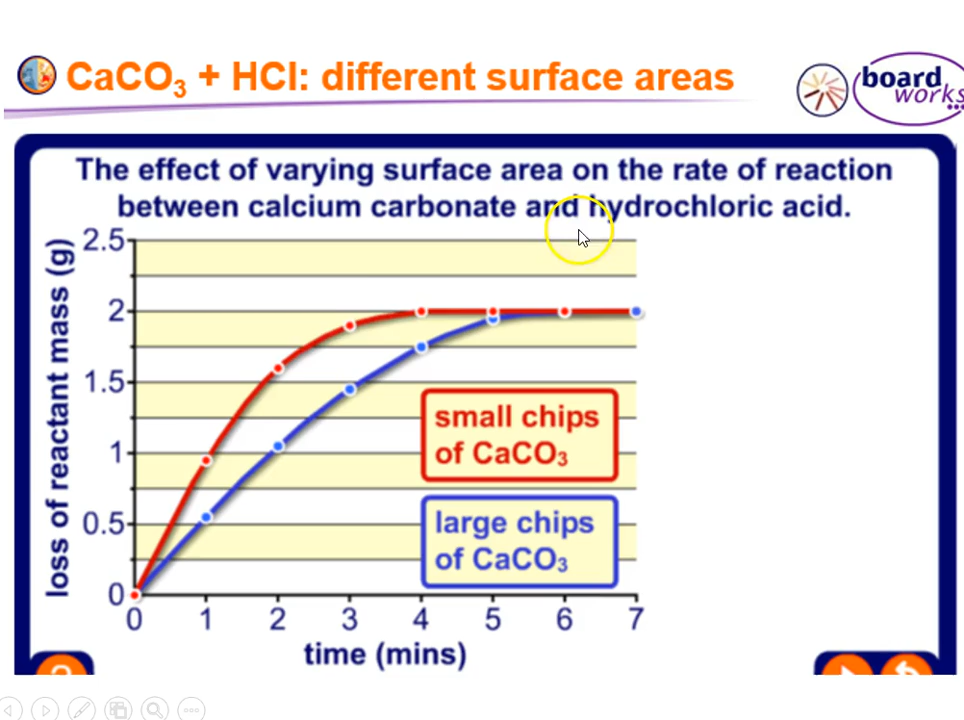 CaCO₃ + HCl: different surface areas
board
works
The effect of varying surface area on the rate of reaction
between calcium carbonate and hydrochloric acid.
loss of reactant mass (g)
2.5
2
1.5
1
0.5
0
small chips
of CaCO₃
large chips
of CaCO₃
0 1 2 3 4 5 6 7
time (mins)